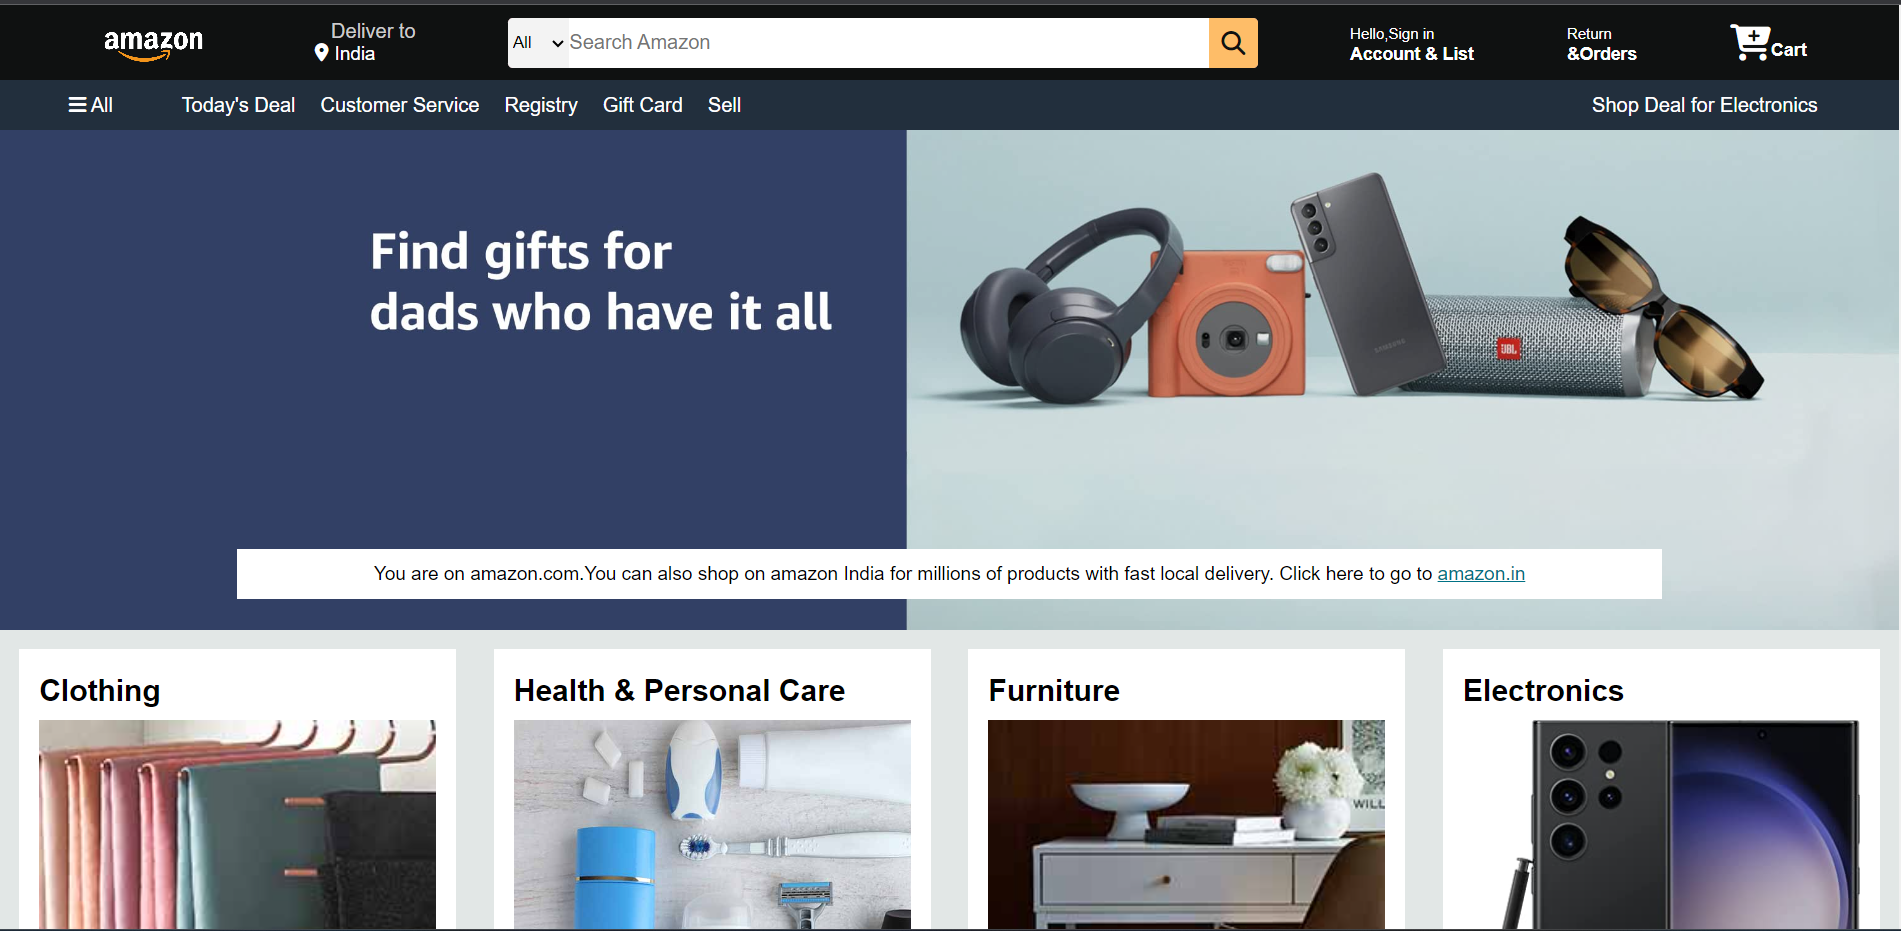 amazon
Deliver to
India
All
Search Amazon
Hello,Sign in
Account & List
Return
&Orders
Cart
All
Today's Deal
Customer Service
Registry
Gift Card
Sell
Shop Deal for Electronics
Find gifts for
dads who have it all
SAMSUNG
JBL
You are on amazon.com.You can also shop on amazon India for millions of products with fast local delivery. Click here to go to amazon.in
Clothing
Health & Personal Care
Furniture
Electronics
WILL